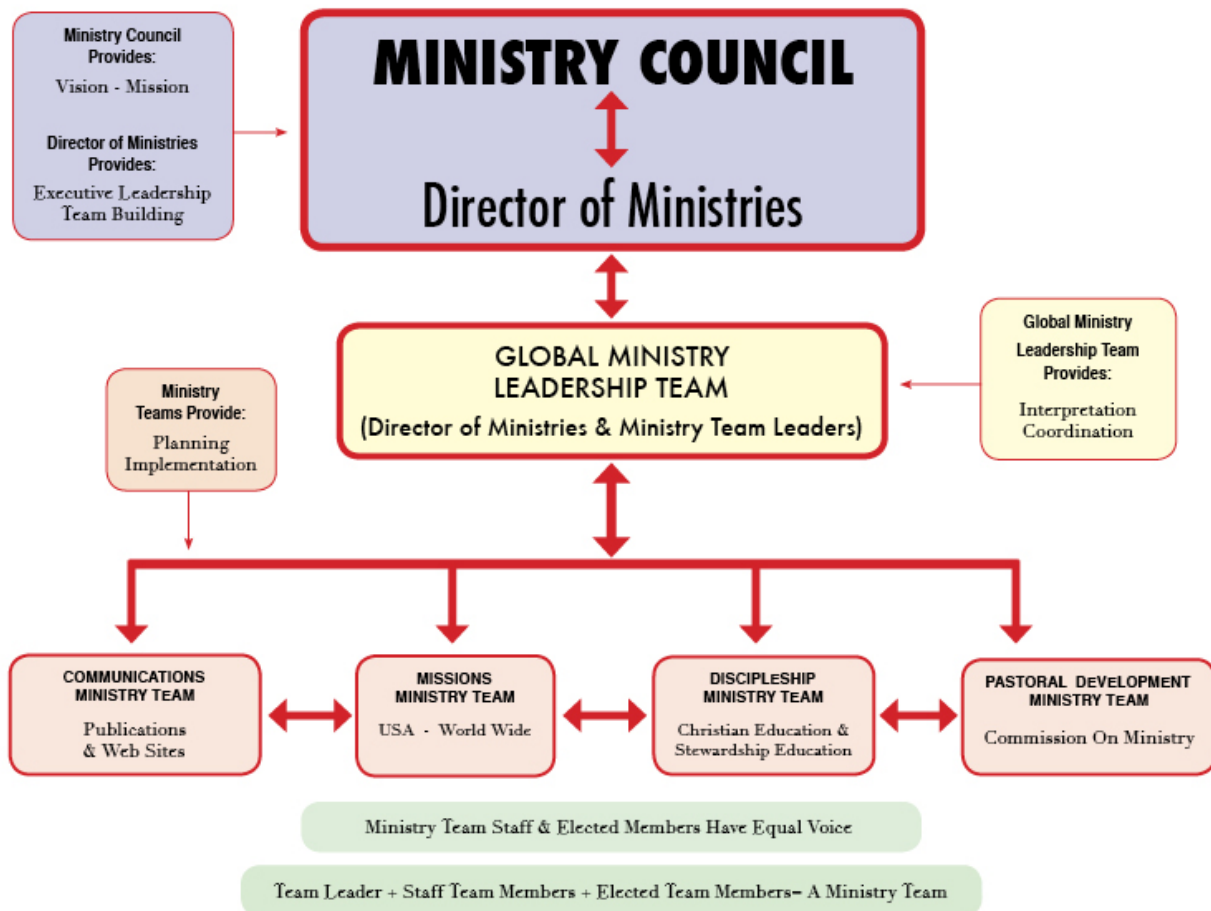 Ministry Council
Provides:
Vision - Mission
Director of Ministries
Provides:
Executive Leadership
Team Building
MINISTRY COUNCIL
Director of Ministries
GLOBAL MINISTRY
LEADERSHIP TEAM
(Director of Ministries & Ministry Team Leaders)
Global Ministry
Leadership Team
Provides:
Interpretation
Coordination
Ministry
Teams Provide:
Planning
Implementation
COMMUNICATIONS
MINISTRY TEAM
Publications
& Web Sites
MISSIONS
MINISTRY TEAM
USA - World Wide
DISCIPLESHIP
MINISTRY TEAM
Christian Education &
Stewardship Education
PASTORAL DEVELOPMENT
MINISTRY TEAM
Commission On Ministry
Ministry Team Staff & Elected Members Have Equal Voice
Team Leader + Staff Team Members + Elected Team Members= A Ministry Team